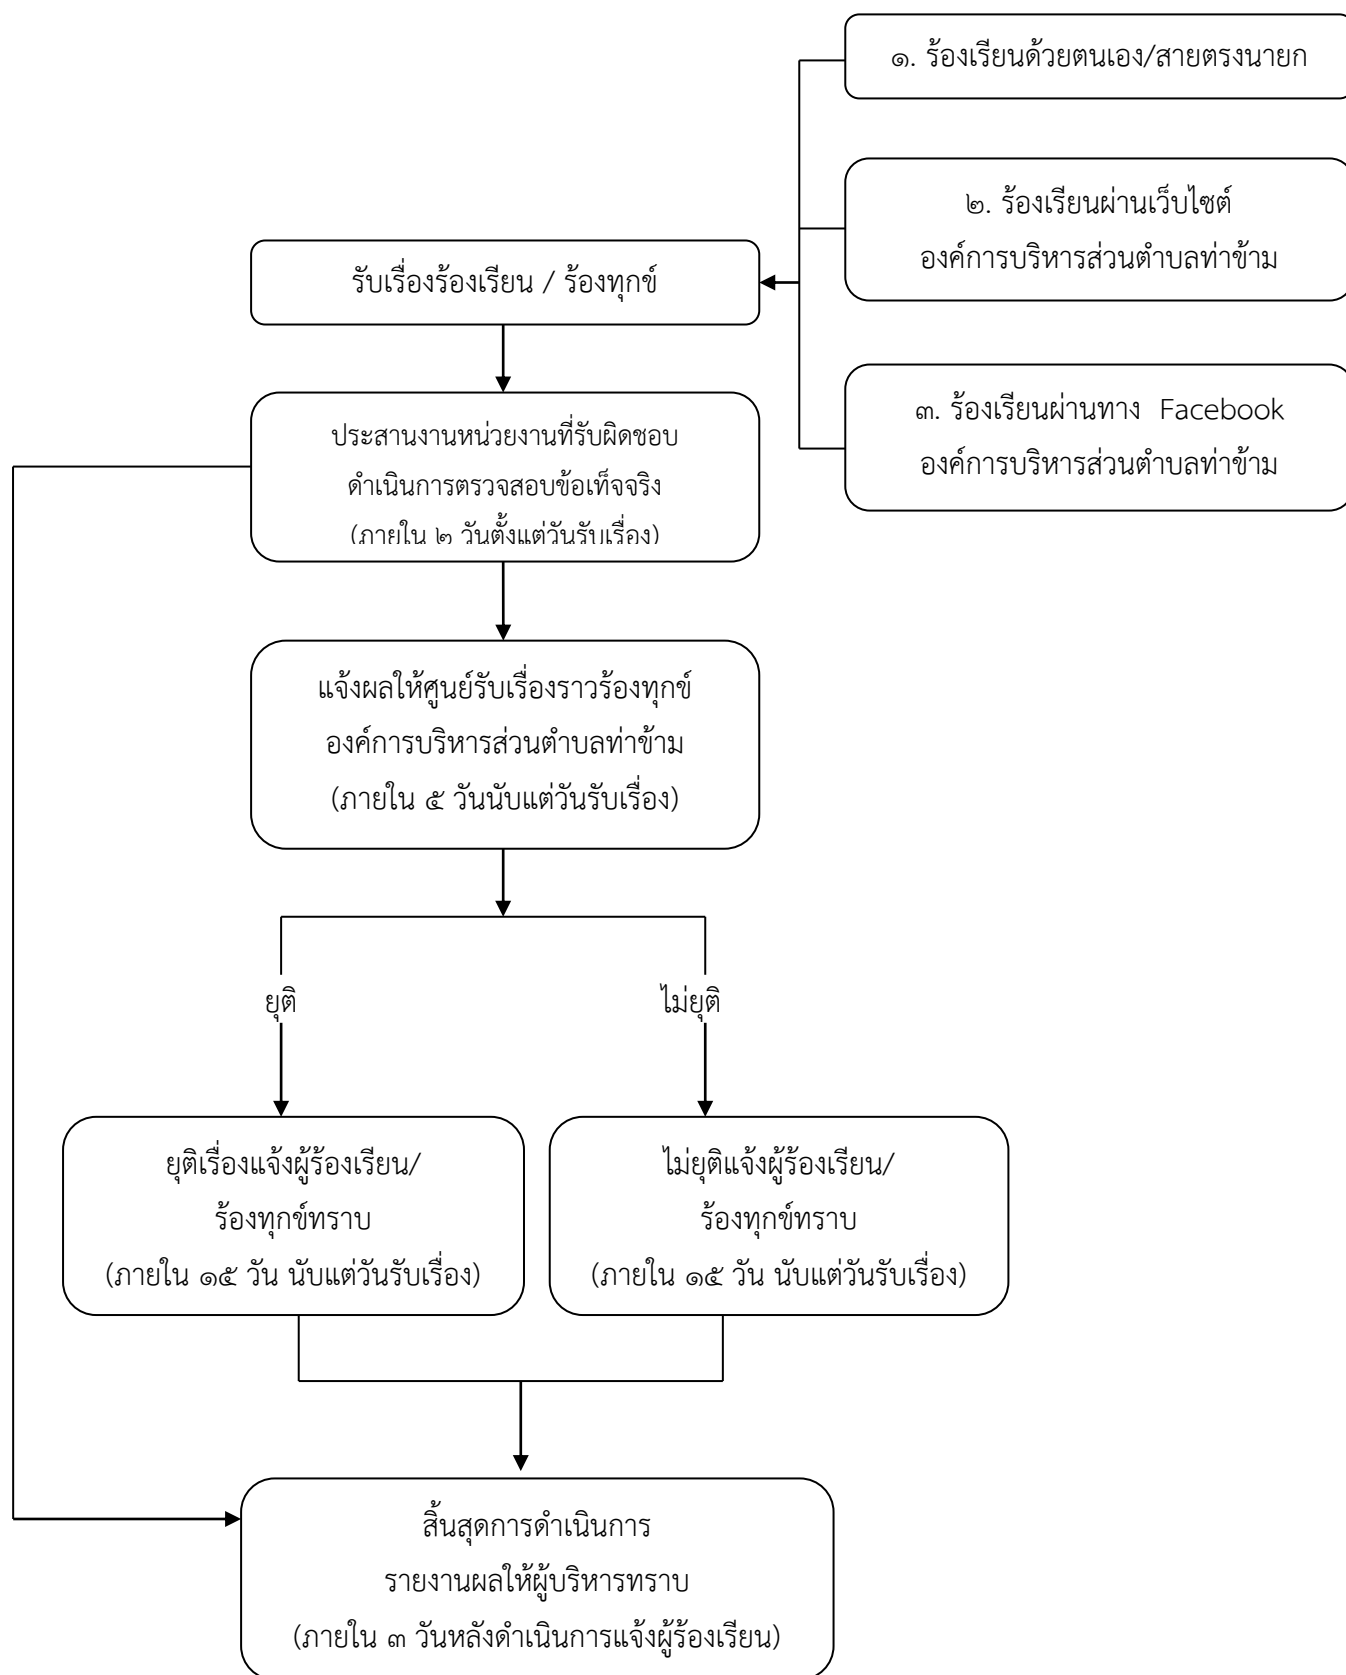 ๑. ร้องเรียนด้วยตนเอง/สายตรงนายก
๒. ร้องเรียนผ่านเว็บไซต์
องค์การบริหารส่วนตำบลท่าข้าม
๓. ร้องเรียนผ่านทาง Facebook
องค์การบริหารส่วนตำบลท่าข้าม
รับเรื่องร้องเรียน / ร้องทุกข์
ประสานงานหน่วยงานที่รับผิดชอบ
ดำเนินการตรวจสอบข้อเท็จจริง
(ภายใน ๒ วันตั้งแต่วันรับเรื่อง)
แจ้งผลให้ศูนย์รับเรื่องราวร้องทุกข์
องค์การบริหารส่วนตำบลท่าข้าม
(ภายใน ๕ วันนับแต่วันรับเรื่อง)
ยุติ
ไม่ยุติ
ยุติเรื่องแจ้งผู้ร้องเรียน/
ร้องทุกข์ทราบ
(ภายใน ๑๕ วัน นับแต่วันรับเรื่อง)
ไม่ยุติแจ้งผู้ร้องเรียน/
ร้องทุกข์ทราบ
(ภายใน ๑๕ วัน นับแต่วันรับเรื่อง)
สิ้นสุดการดำเนินการ
รายงานผลให้ผู้บริหารทราบ
(ภายใน ๓ วันหลังดำเนินการแจ้งผู้ร้องเรียน)